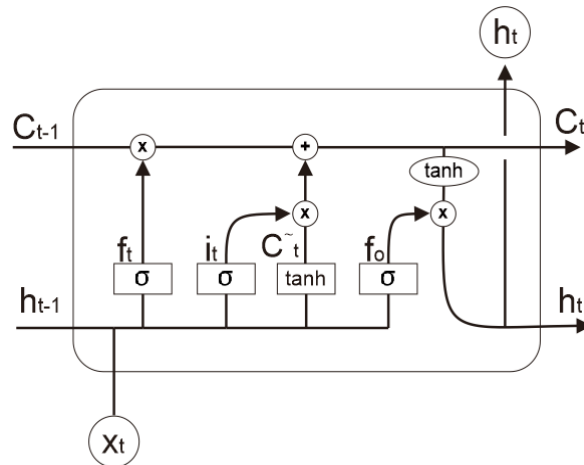 hₜ
Cₜ₋₁ Cₜ
x +
tanh
x x
fₜ iₜ C̃ₜ fₒ
σ σ tanh σ
hₜ₋₁ hₜ
xₜ